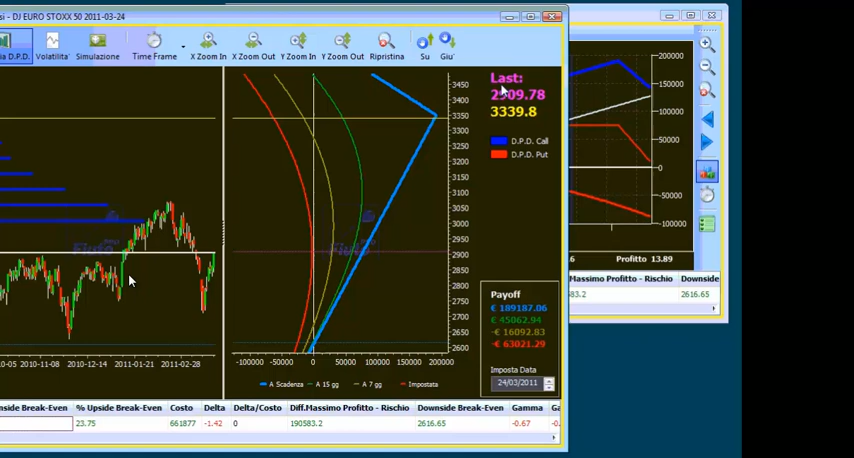 si - DJ EURO STOXX 50 2011-03-24
a D.P.D. Volatilita' Simulazione Time Frame X Zoom In X Zoom Out Y Zoom In Y Zoom Out Ripristina Su Giu'
Last:
2909.78
3339.8
D.P.D. Call
D.P.D. Put
3450
3400
3350
3300
3250
3200
3150
3100
3050
3000
2950
2900
2850
2800
2750
2700
2650
2600
Fiuto
Fiuto
Payoff
€ 189187.06
€ 45062.94
-€ 16092.83
-€ 63021.29
Imposta Data
24/03/2011
-100000 -50000 0 50000 100000 150000 200000
A Scadenza A 15 gg A 7 gg Impostata
0-05 2010-11-08 2010-12-14 2011-01-21 2011-02-28
nside Break-Even % Upside Break-Even Costo Delta Delta/Costo Diff.Massimo Profitto - Rischio Downside Break-Even Gamma
23.75 661877 -1.42 0 190583.2 2616.65 -0.67
200000
150000
100000
50000
0
-50000
-100000
.6 Profitto 13.89
ff.Massimo Profitto - Rischio Downside
583.2 2616.65